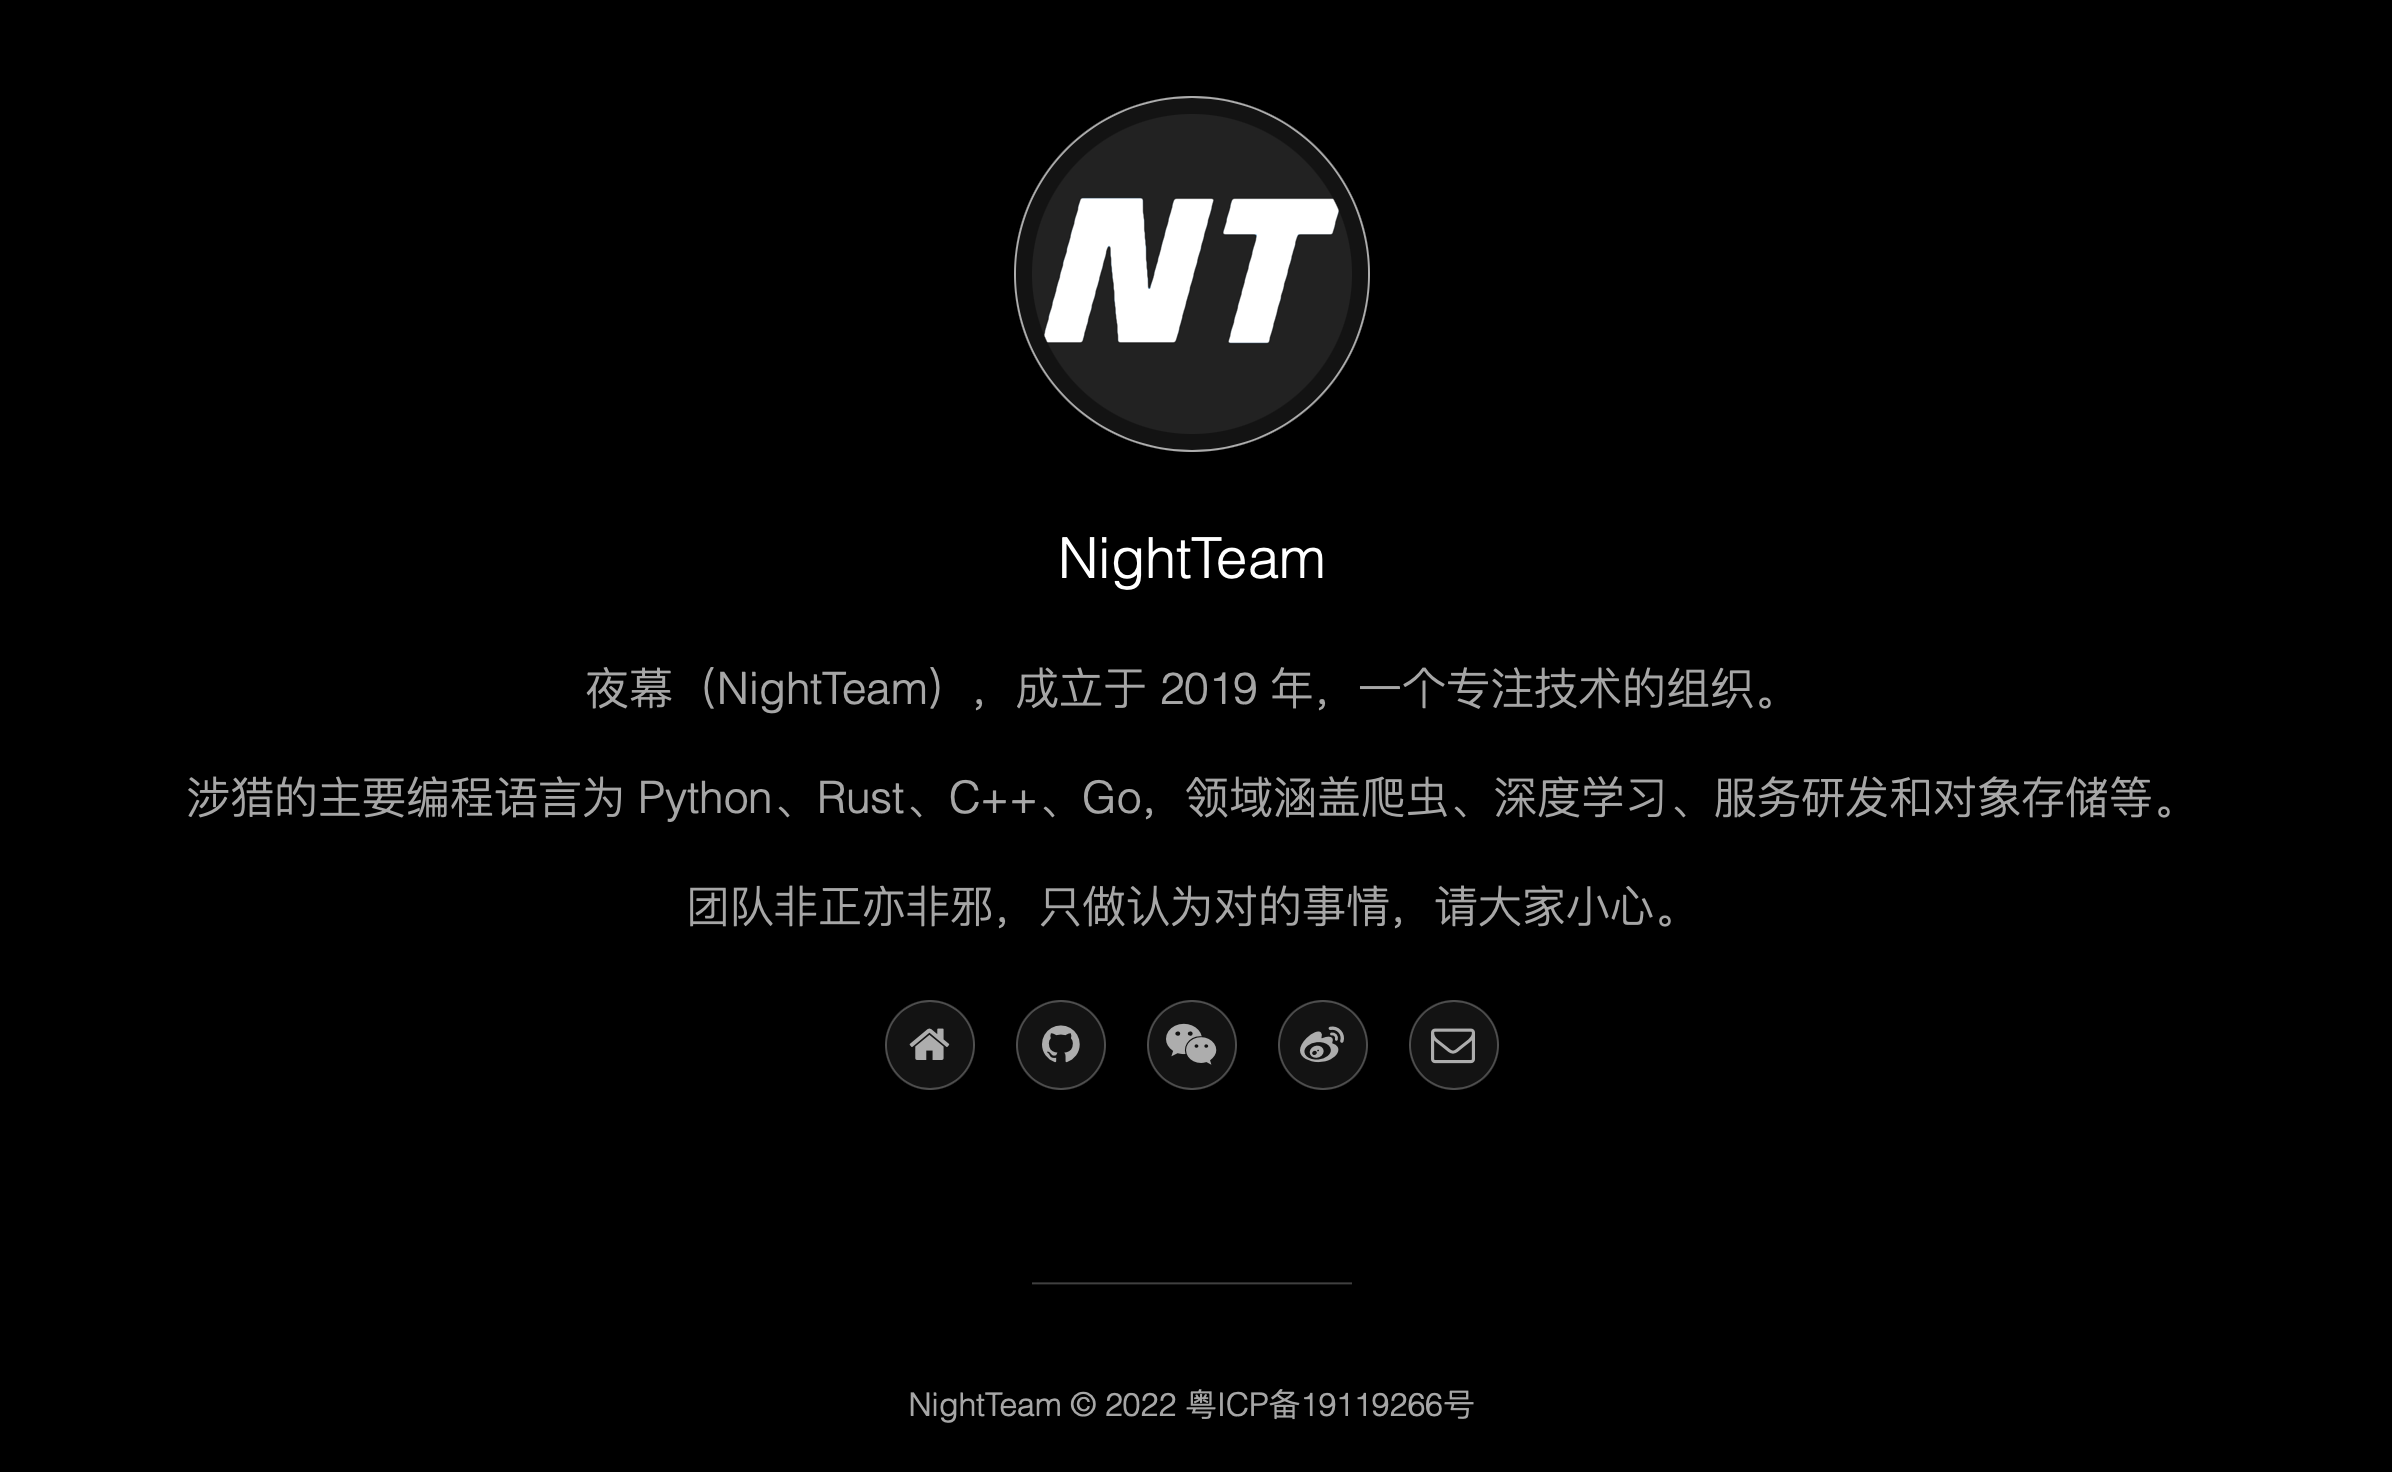 NT
NightTeam
夜幕（NightTeam），成立于 2019 年，一个专注技术的组织。
涉猎的主要编程语言为 Python、Rust、C++、Go，领域涵盖爬虫、深度学习、服务研发和对象存储等。
团队非正亦非邪，只做认为对的事情，请大家小心。
NightTeam © 2022 粤ICP备19119266号